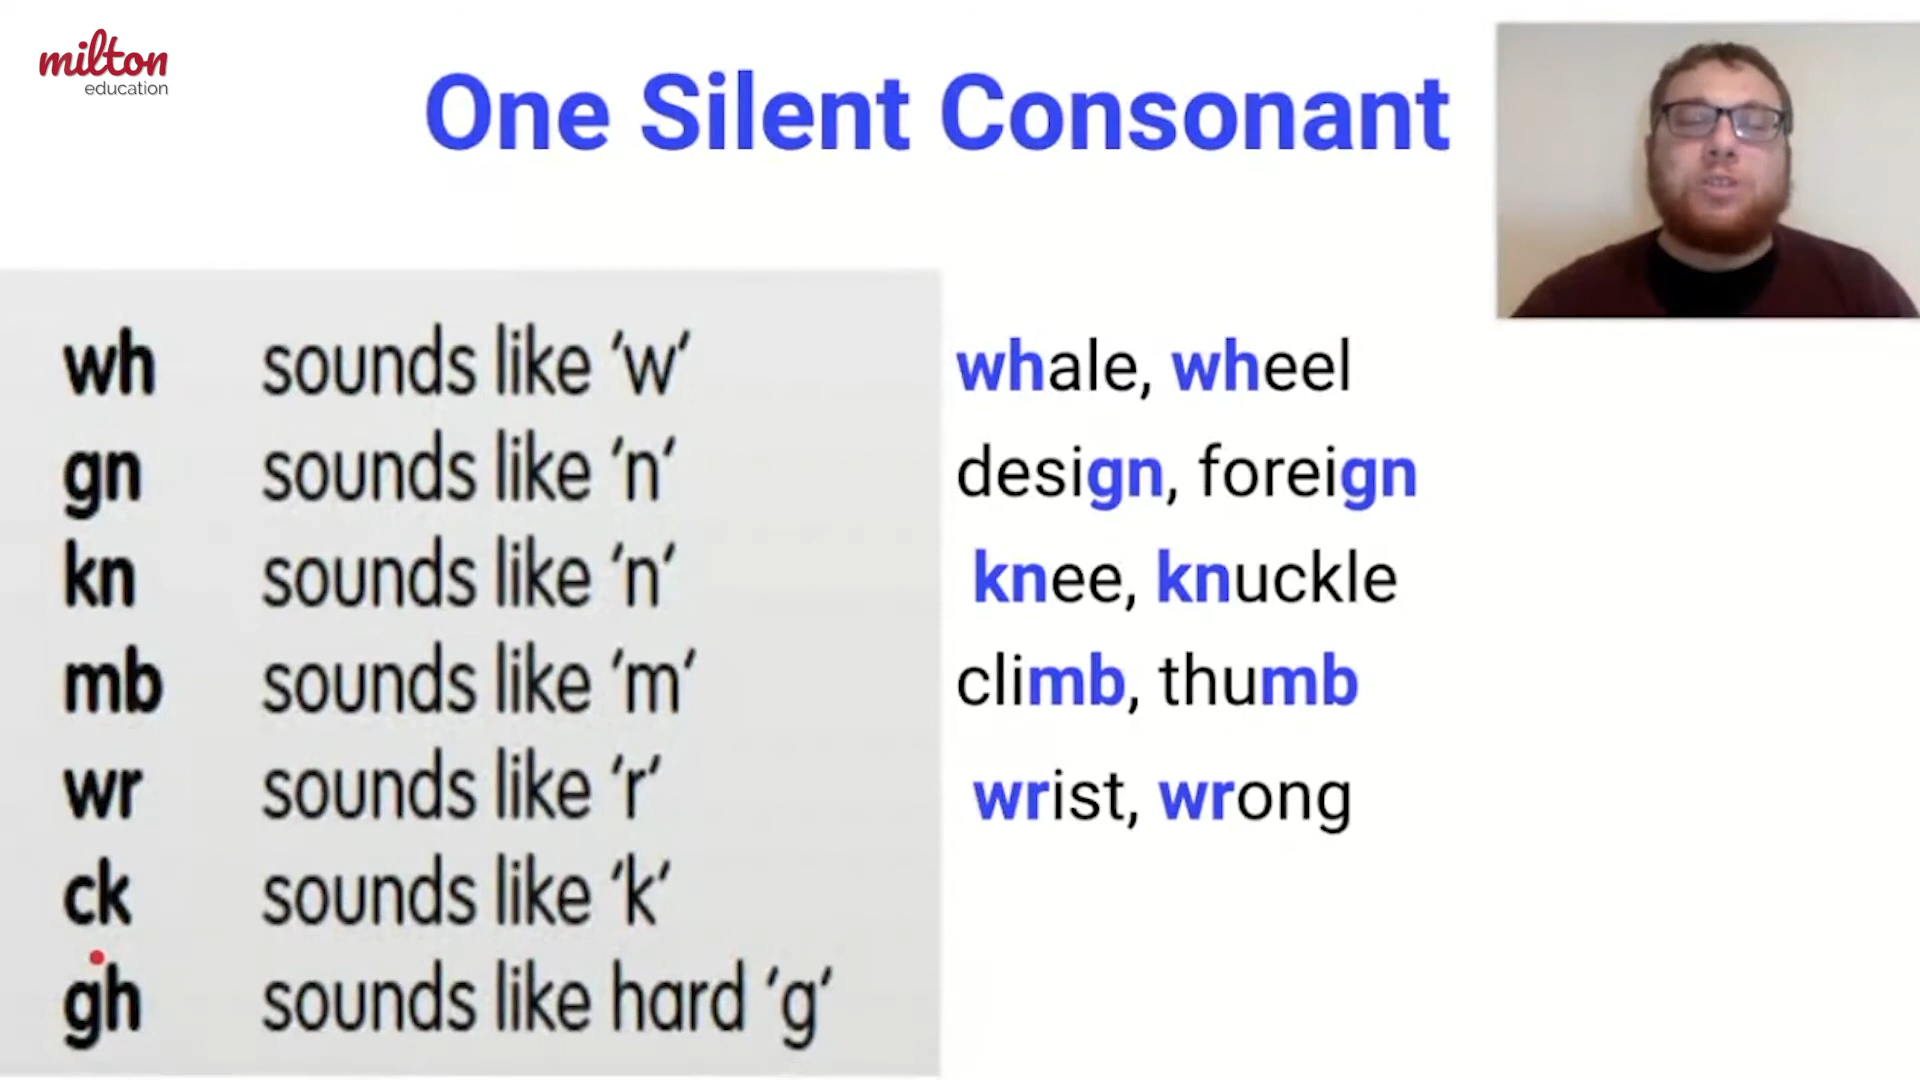 milton
education
One Silent Consonant
wh sounds like ‘w’ whale, wheel
gn sounds like ‘n’ design, foreign
kn sounds like ‘n’ knee, knuckle
mb sounds like ‘m’ climb, thumb
wr sounds like ‘r’ wrist, wrong
ck sounds like ‘k’
gh sounds like hard ‘g’